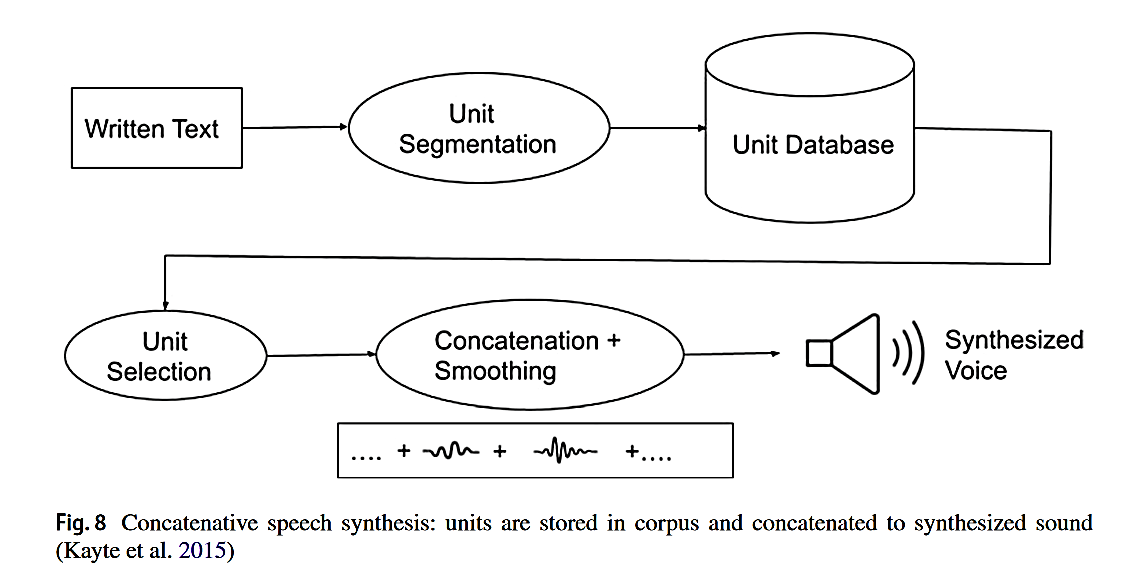 Written Text
Unit
Segmentation
Unit Database
Unit
Selection
Concatenation +
Smoothing
Synthesized
Voice
.... + + +....
Fig. 8 Concatenative speech synthesis: units are stored in corpus and concatenated to synthesized sound
(Kayte et al. 2015)